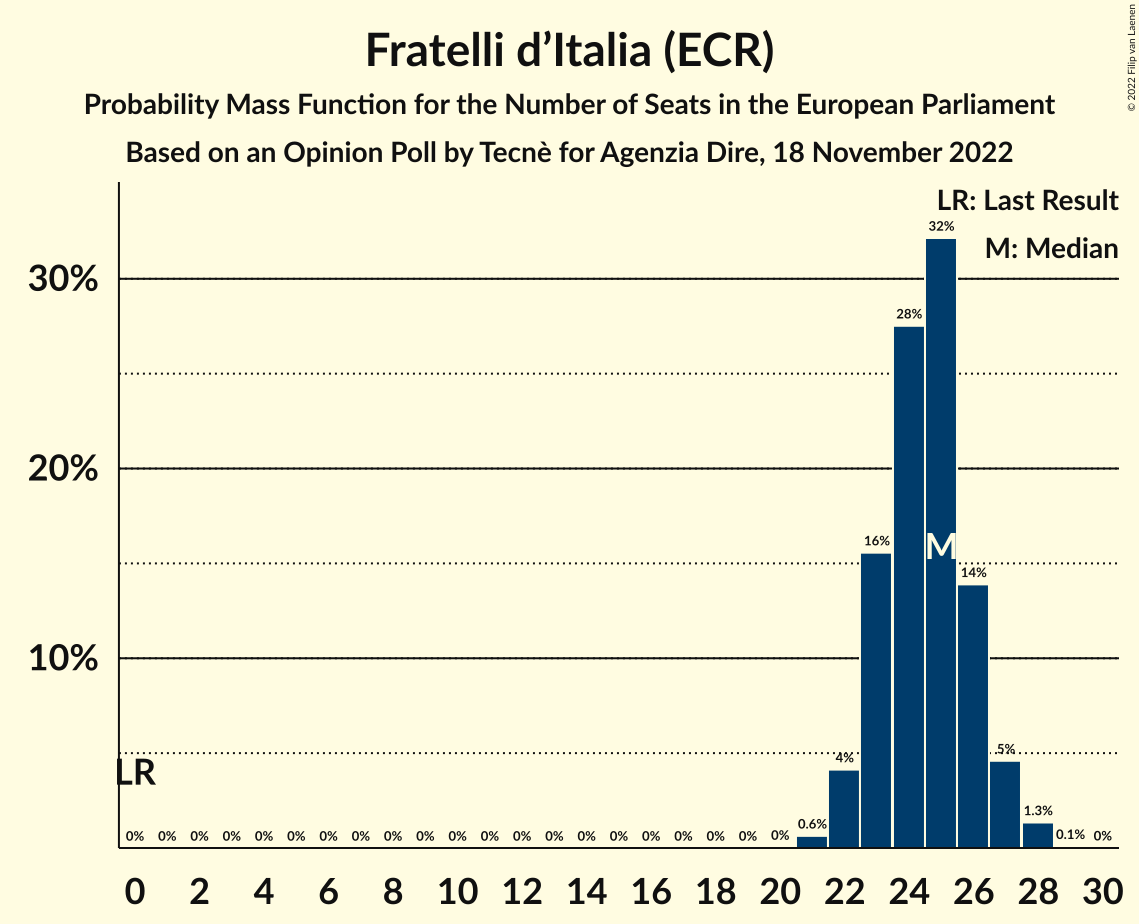 Fratelli d’Italia (ECR)
Probability Mass Function for the Number of Seats in the European Parliament
Based on an Opinion Poll by Tecnè for Agenzia Dire, 18 November 2022
© 2022 Filip van Laenen
LR: Last Result
M: Median
32%
30%
28%
20%
16%
M
14%
10%
5%
4%
LR
1.3%
0.6%
0% 0% 0% 0% 0% 0% 0% 0% 0% 0% 0% 0% 0% 0% 0% 0% 0% 0% 0% 0% 0% 0.1% 0%
0 2 4 6 8 10 12 14 16 18 20 22 24 26 28 30